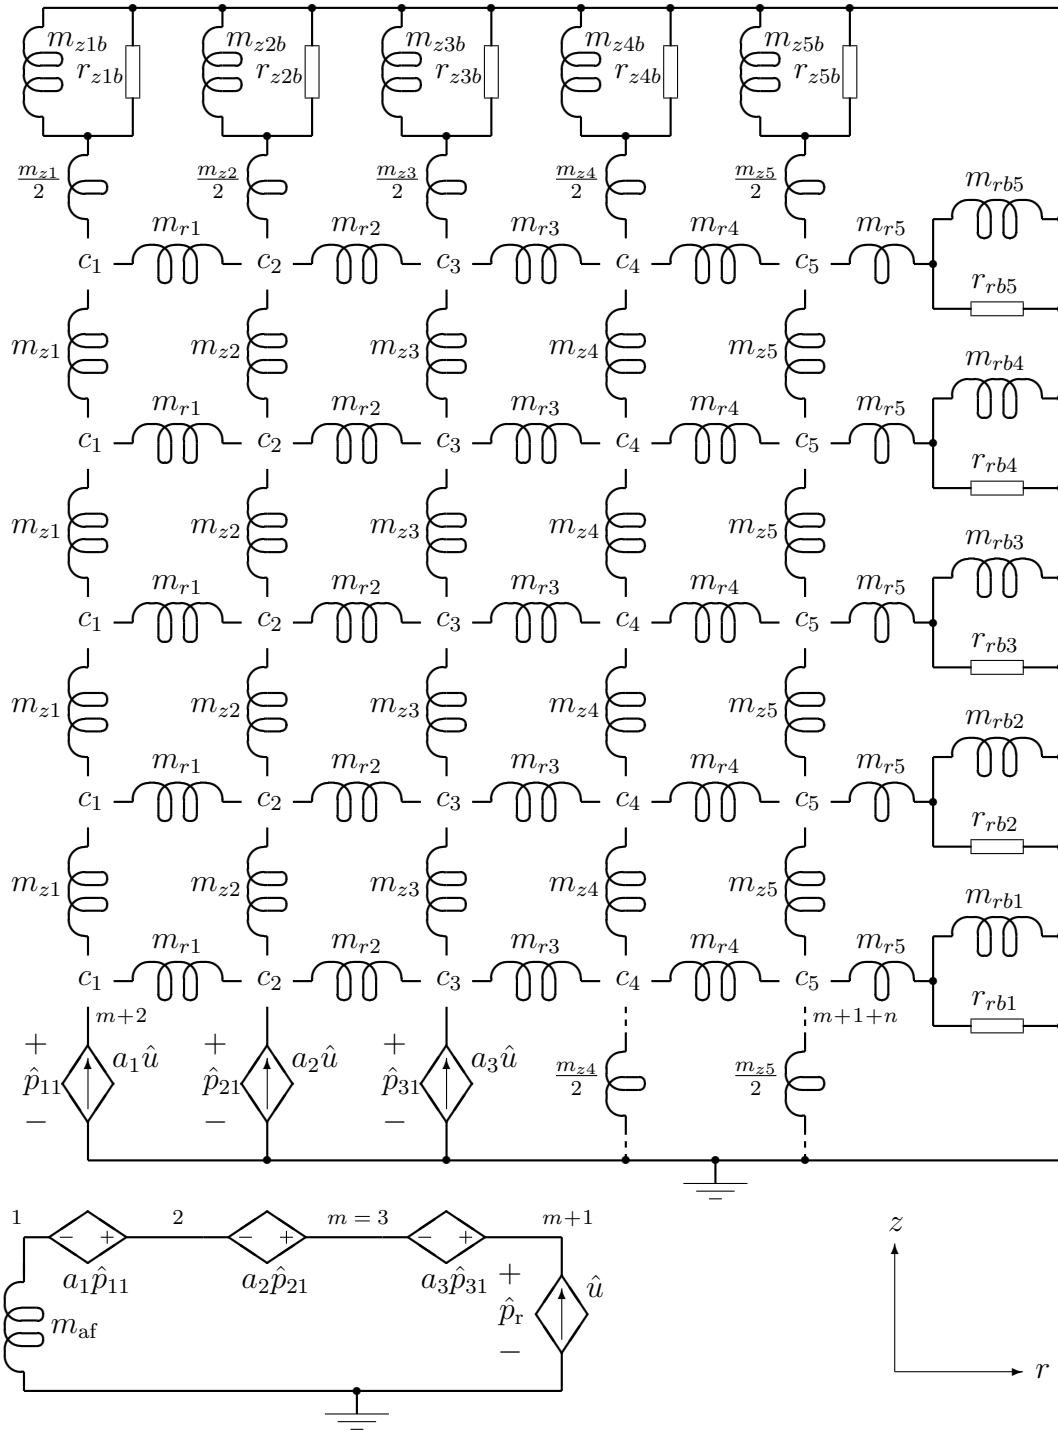 m_{z1b} m_{z2b} m_{z3b} m_{z4b} m_{z5b}
r_{z1b} r_{z2b} r_{z3b} r_{z4b} r_{z5b}
\frac{m_{z1}}{2} \frac{m_{z2}}{2} \frac{m_{z3}}{2} \frac{m_{z4}}{2} \frac{m_{z5}}{2} m_{rb5}
m_{r1} m_{r2} m_{r3} m_{r4} m_{r5}
c_1 c_2 c_3 c_4 c_5 r_{rb5}
m_{z1} m_{z2} m_{z3} m_{z4} m_{z5} m_{rb4}
m_{r1} m_{r2} m_{r3} m_{r4} m_{r5}
c_1 c_2 c_3 c_4 c_5 r_{rb4}
m_{z1} m_{z2} m_{z3} m_{z4} m_{z5} m_{rb3}
m_{r1} m_{r2} m_{r3} m_{r4} m_{r5}
c_1 c_2 c_3 c_4 c_5 r_{rb3}
m_{z1} m_{z2} m_{z3} m_{z4} m_{z5} m_{rb2}
m_{r1} m_{r2} m_{r3} m_{r4} m_{r5}
c_1 c_2 c_3 c_4 c_5 r_{rb2}
m_{z1} m_{z2} m_{z3} m_{z4} m_{z5} m_{rb1}
m_{r1} m_{r2} m_{r3} m_{r4} m_{r5}
c_1 c_2 c_3 c_4 c_5 r_{rb1}
m+2 m+1+n
+ + +
a_1û a_2û a_3û
p̂_{11} p̂_{21} p̂_{31} \frac{m_{z4}}{2} \frac{m_{z5}}{2}
− − −
1 2 m = 3 m+1 z
− + − + − +
a_1p̂_{11} a_2p̂_{21} a_3p̂_{31} + û
m_{af} p̂_r
−
r